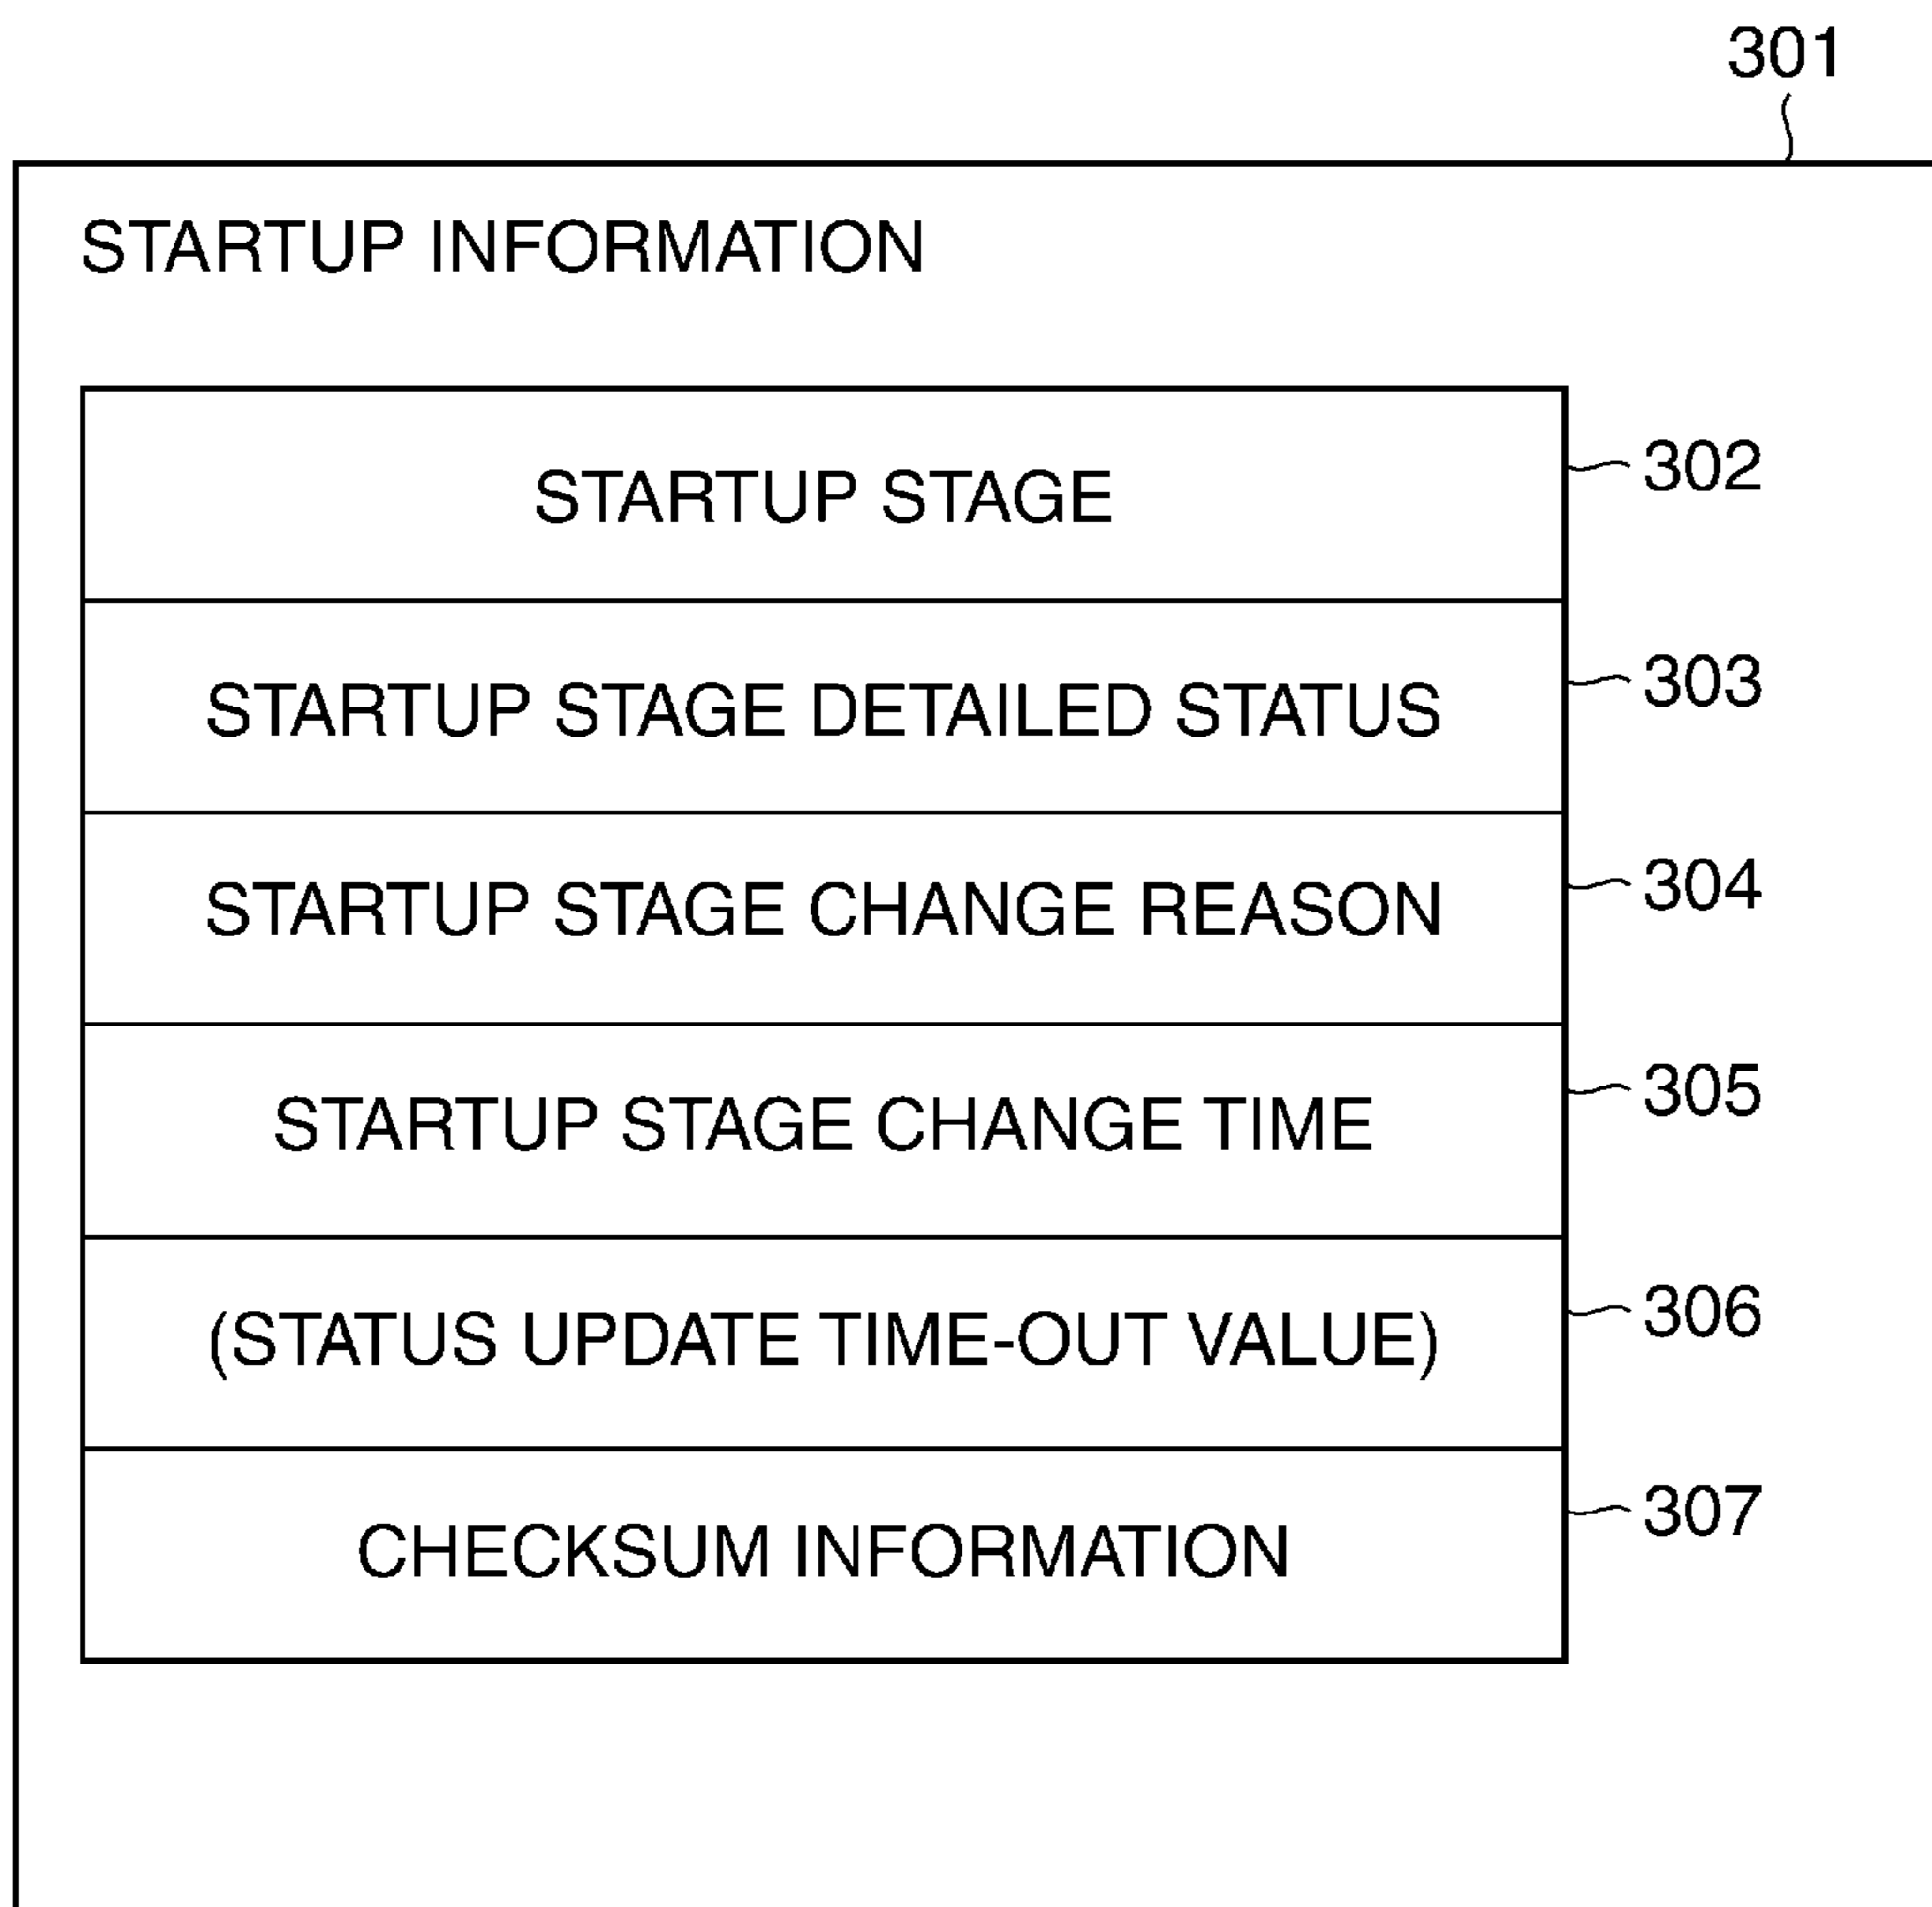 301
STARTUP INFORMATION
STARTUP STAGE
302
STARTUP STAGE DETAILED STATUS
303
STARTUP STAGE CHANGE REASON
304
STARTUP STAGE CHANGE TIME
305
(STATUS UPDATE TIME-OUT VALUE)
306
CHECKSUM INFORMATION
307